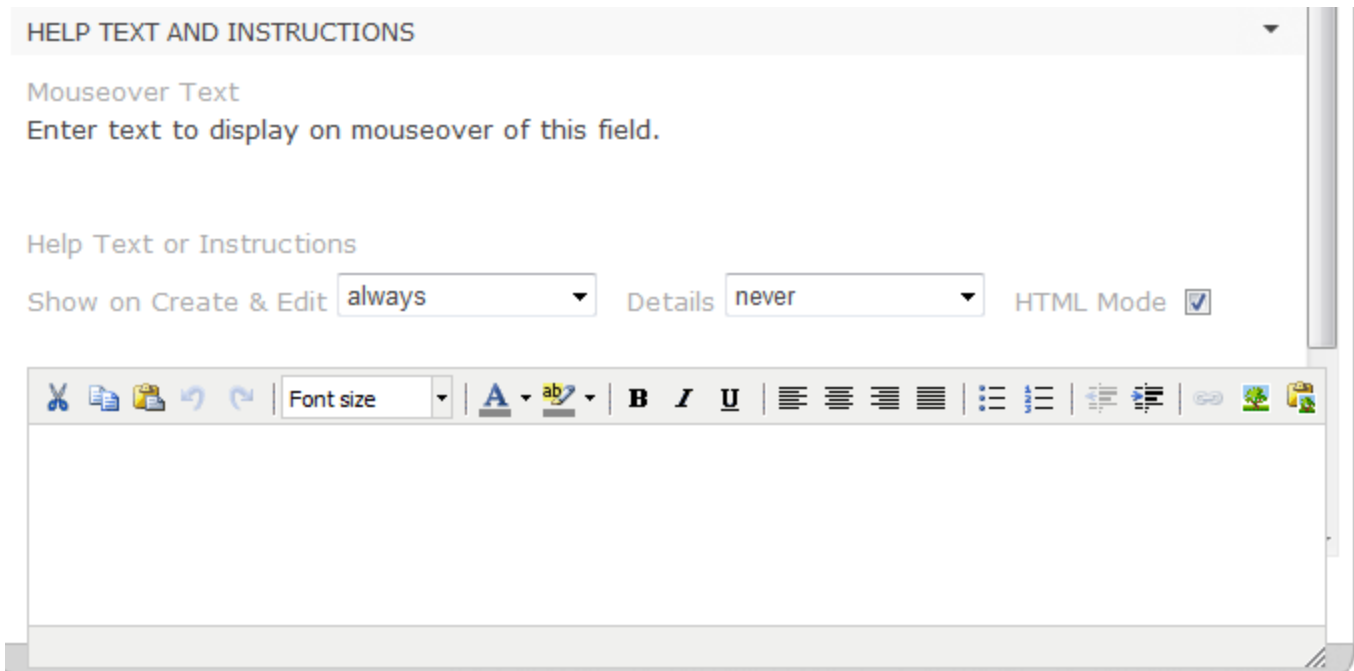 HELP TEXT AND INSTRUCTIONS
Mouseover Text
Enter text to display on mouseover of this field.
Help Text or Instructions
Show on Create & Edit always Details never HTML Mode
Font size A ab B I U